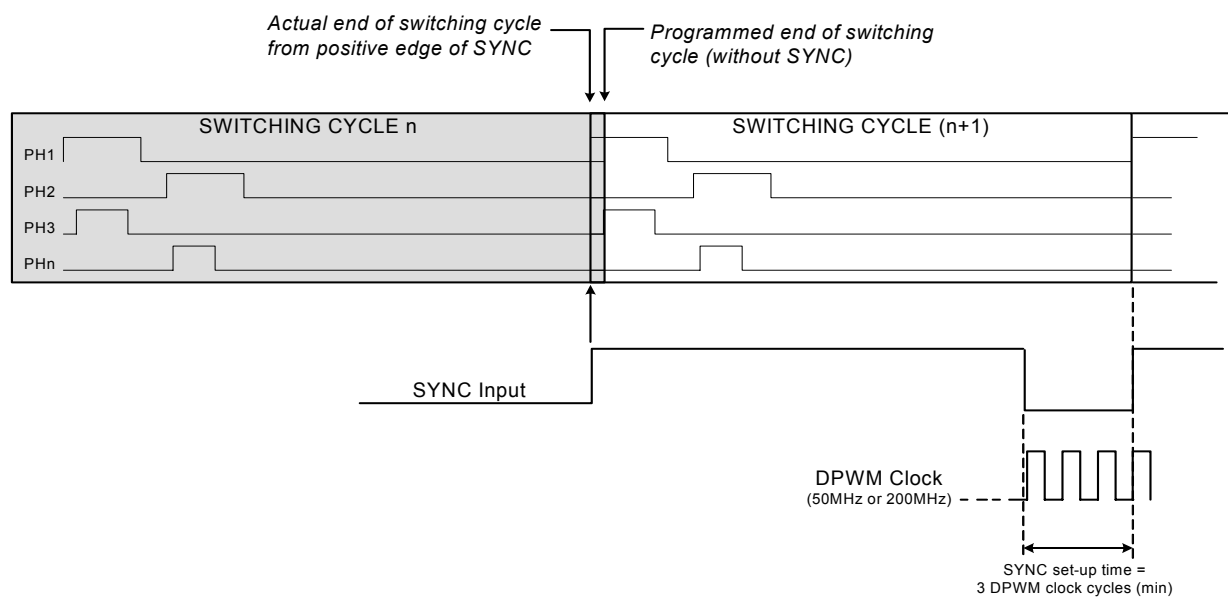 Actual end of switching cycle
from positive edge of SYNC
Programmed end of switching
cycle (without SYNC)
SWITCHING CYCLE n
SWITCHING CYCLE (n+1)
PH1
PH2
PH3
PHn
SYNC Input
DPWM Clock
(50MHz or 200MHz)
SYNC set-up time =
3 DPWM clock cycles (min)